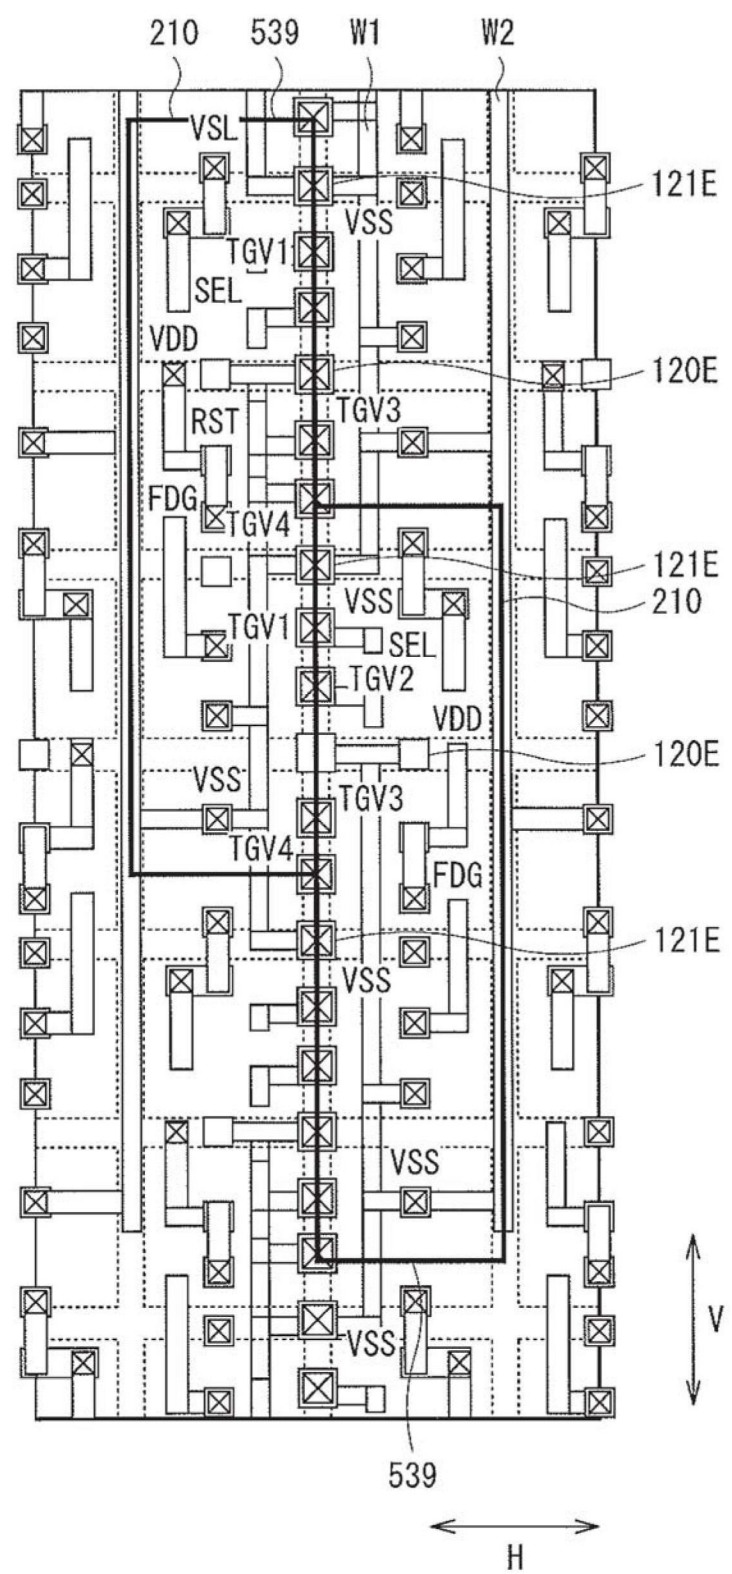 210 539 W1 W2
VSL
121E
VSS
TGV1
SEL
VDD
120E
TGV3
RST
FDG
TGV4
121E
VSS 210
TGV1
SEL
TGV2
VDD
120E
VSS
TGV3
TGV4
FDG
121E
VSS
VSS
V
VSS
539
H